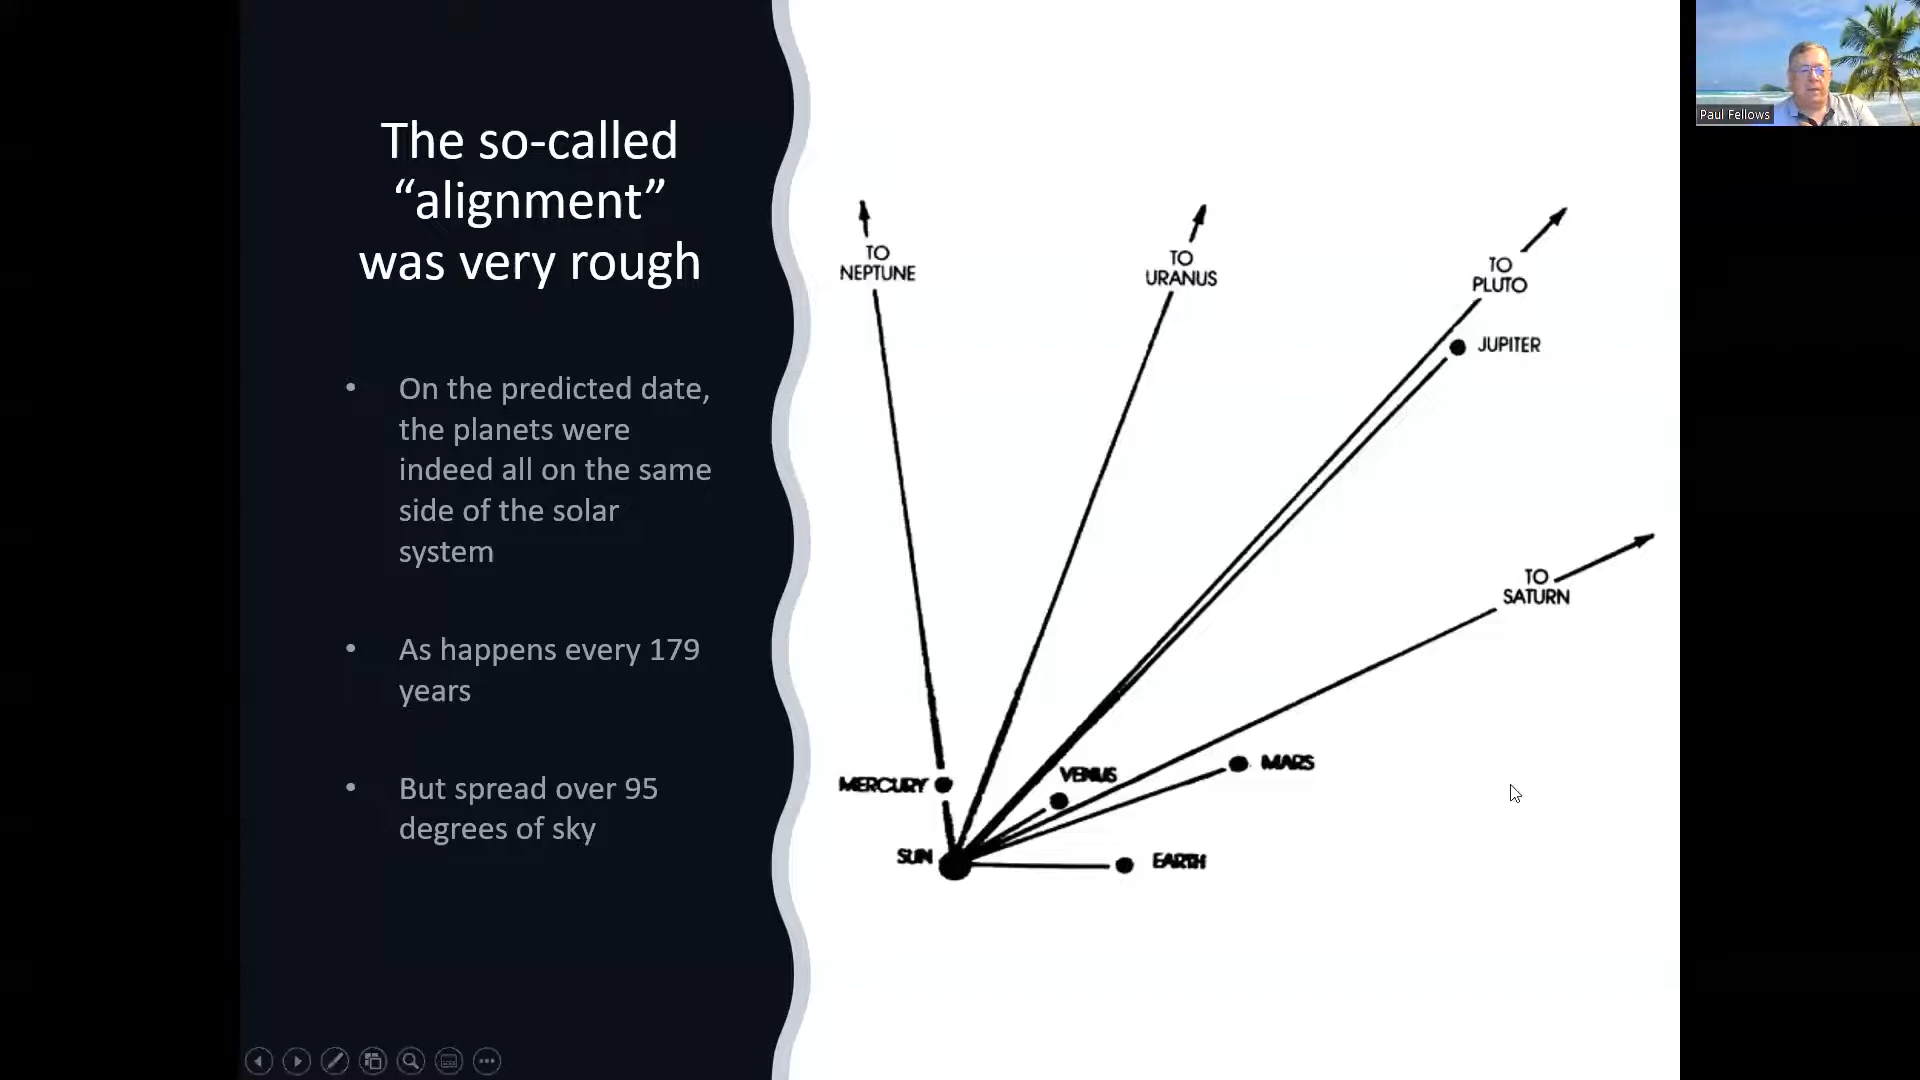 The so-called
“alignment”
was very rough
• On the predicted date,
the planets were
indeed all on the same
side of the solar
system
• As happens every 179
years
• But spread over 95
degrees of sky
TO
NEPTUNE
TO
URANUS
TO
PLUTO
JUPITER
TO
SATURN
MERCURY
VENUS
MARS
SUN
EARTH
Paul Fellows